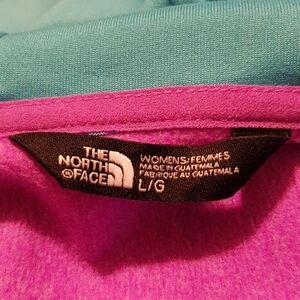 THE
NORTH
FACE
®
WOMENS/FEMMES
MADE IN GUATEMALA
FABRIQUÉ AU GUATEMALA
L/G